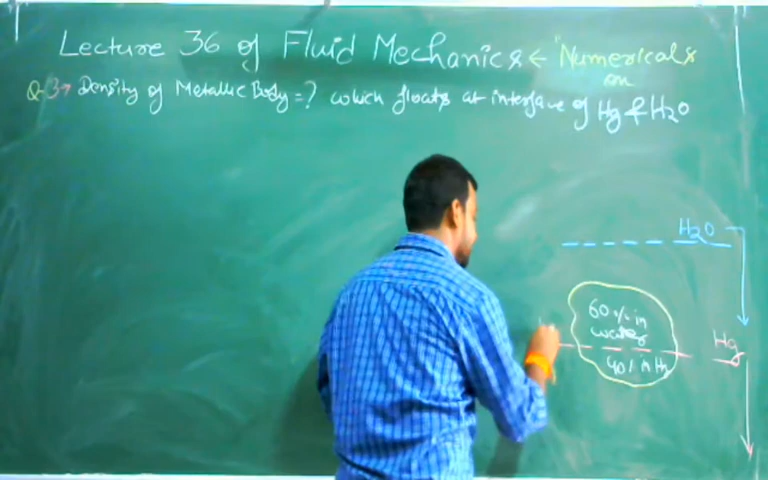 Lecture 36 of Fluid Mechanics ← "Numericals
on
Q-3→ Density of Metallic Body = ? which floats at interface of Hg & H2O
H2O
60% in
water
Hg
40% in Hg